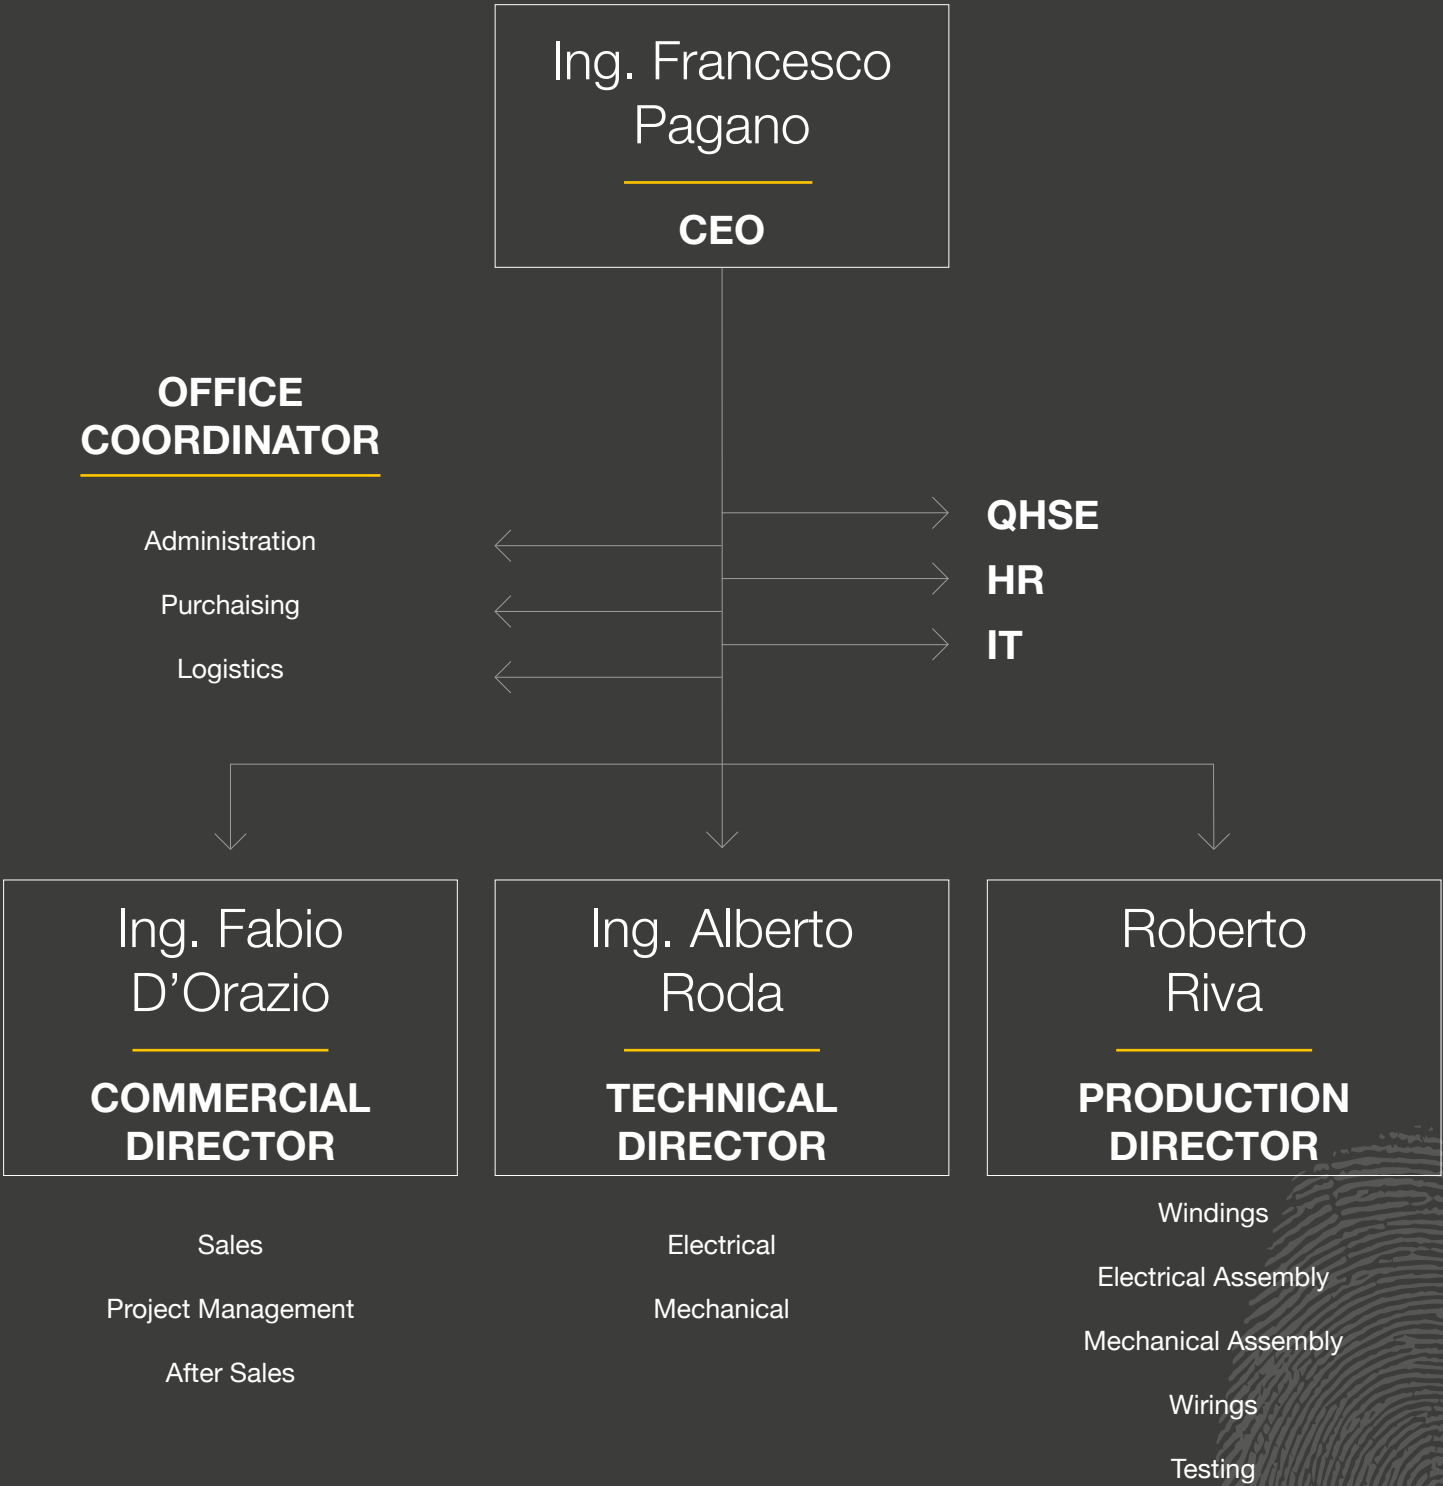 Ing. Francesco
Pagano
CEO
OFFICE
COORDINATOR
Administration
Purchaising
Logistics
QHSE
HR
IT
Ing. Fabio
D’Orazio
COMMERCIAL
DIRECTOR
Sales
Project Management
After Sales
Ing. Alberto
Roda
TECHNICAL
DIRECTOR
Electrical
Mechanical
Roberto
Riva
PRODUCTION
DIRECTOR
Windings
Electrical Assembly
Mechanical Assembly
Wirings
Testing